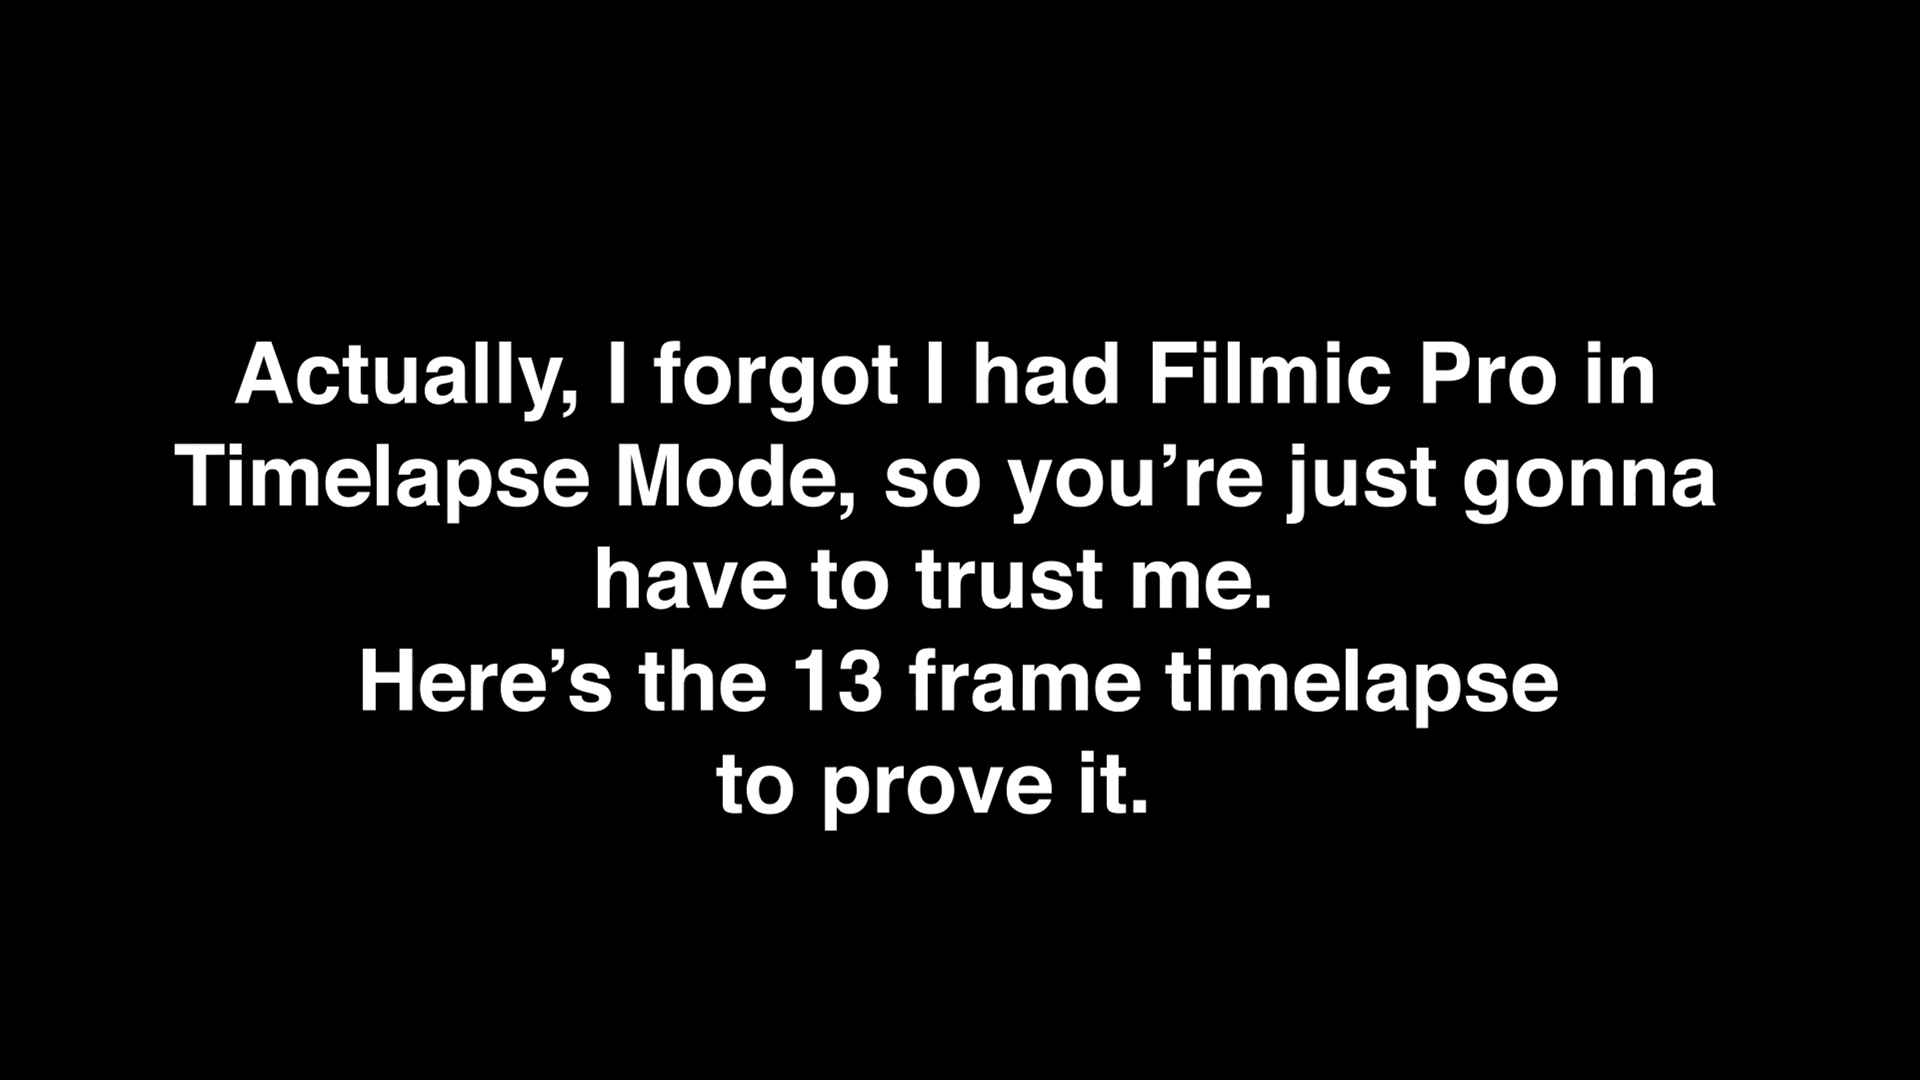 Actually, I forgot I had Filmic Pro in
Timelapse Mode, so you’re just gonna
have to trust me.
Here’s the 13 frame timelapse
to prove it.